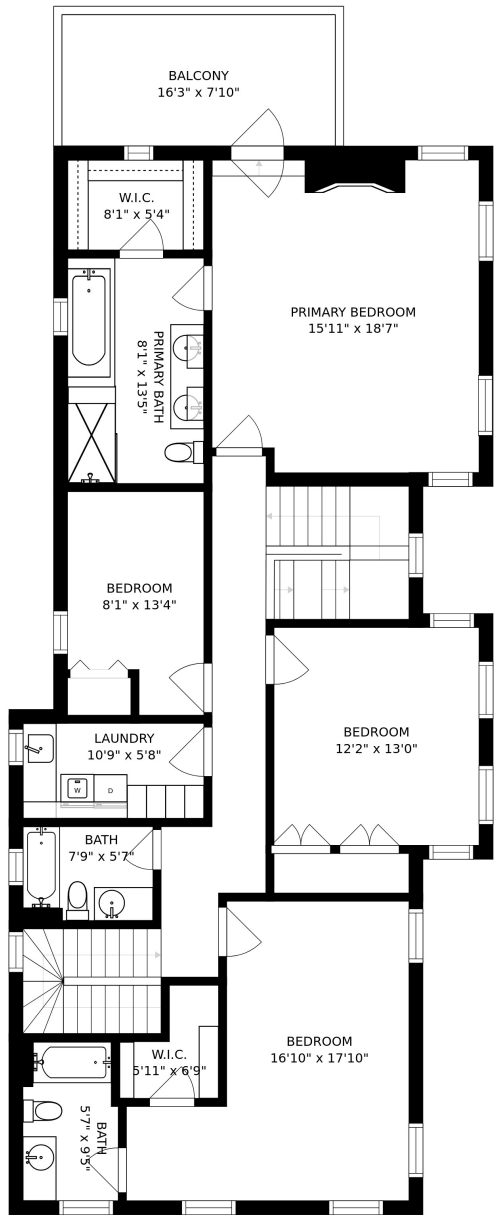 BALCONY
16'3" x 7'10"
W.I.C.
8'1" x 5'4"
PRIMARY BEDROOM
15'11" x 18'7"
PRIMARY BATH
8'1" x 13'5"
BEDROOM
8'1" x 13'4"
LAUNDRY
10'9" x 5'8"
W
D
BEDROOM
12'2" x 13'0"
BATH
7'9" x 5'7"
BEDROOM
16'10" x 17'10"
W.I.C.
5'11" x 6'9"
BATH
5'7" x 9'5"